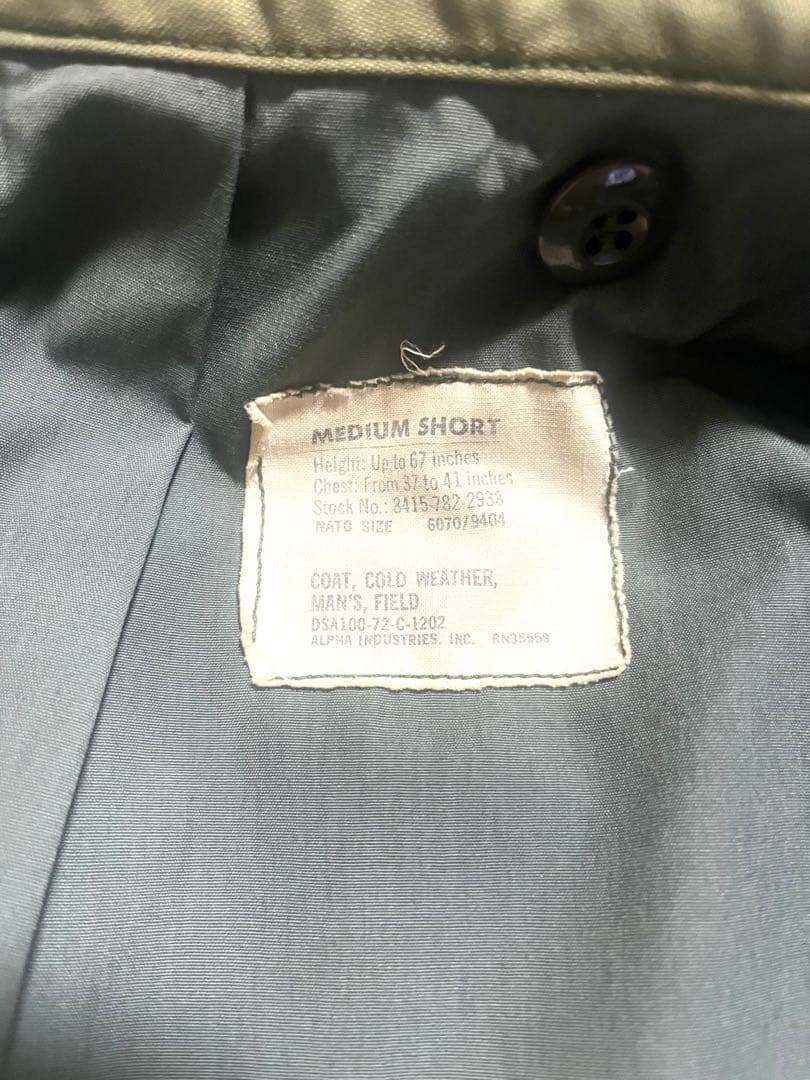 MEDIUM SHORT
Height: Up to 67 inches
Chest: From 37 to 41 inches
Stock No.: 8415-782-2933
NATO SIZE 6070/9404
COAT, COLD WEATHER,
MAN'S, FIELD
DSA100-72-C-1202
ALPHA INDUSTRIES, INC. RN35559